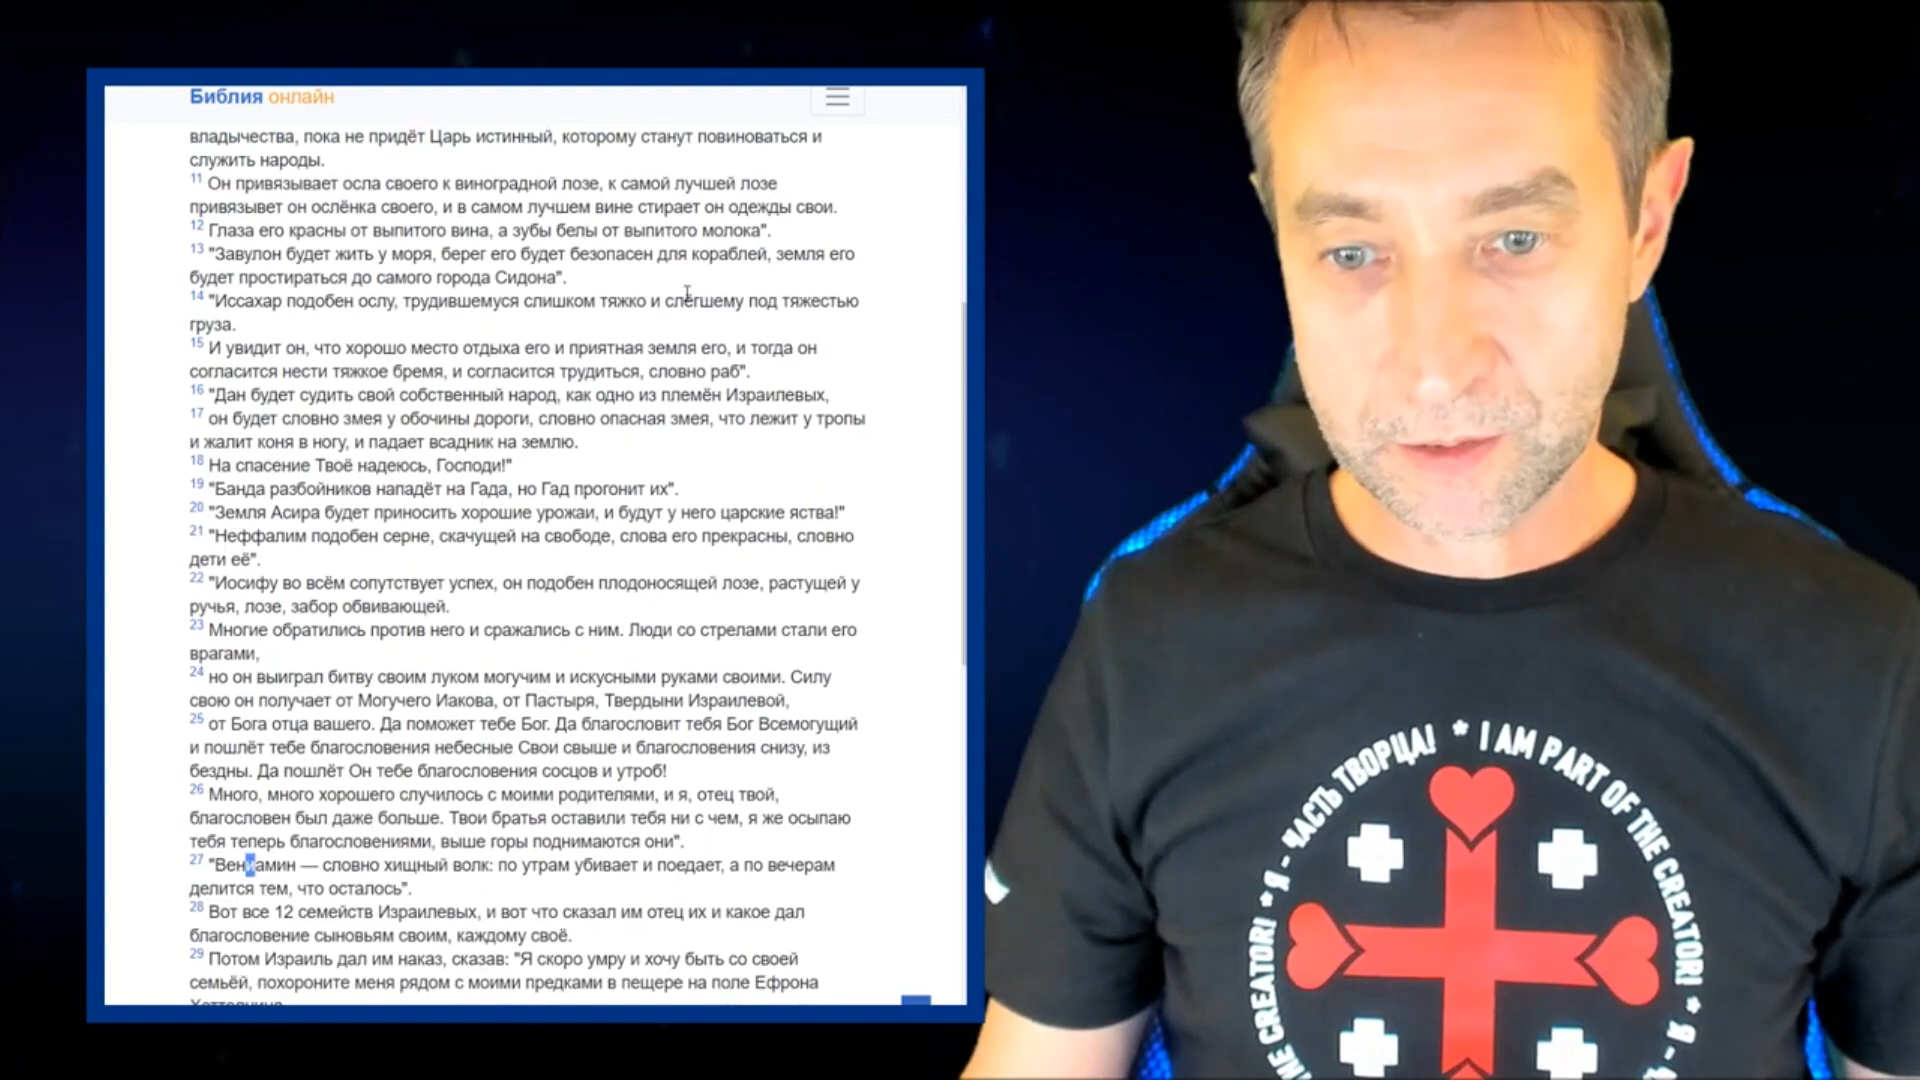 Библия онлайн
владычества, пока не придёт Царь истинный, которому станут повиноваться и
служить народы.
11 Он привязывает осла своего к виноградной лозе, к самой лучшей лозе
привязывет он ослёнка своего, и в самом лучшем вине стирает он одежды свои.
12 Глаза его красны от выпитого вина, а зубы белы от выпитого молока".
13 "Завулон будет жить у моря, берег его будет безопасен для кораблей, земля его
будет простираться до самого города Сидона".
14 "Иссахар подобен ослу, трудившемуся слишком тяжко и слёгшему под тяжестью
груза.
15 И увидит он, что хорошо место отдыха его и приятная земля его, и тогда он
согласится нести тяжкое бремя, и согласится трудиться, словно раб".
16 "Дан будет судить свой собственный народ, как одно из племён Израилевых,
17 он будет словно змея у обочины дороги, словно опасная змея, что лежит у тропы
и жалит коня в ногу, и падает всадник на землю.
18 На спасение Твоё надеюсь, Господи!"
19 "Банда разбойников нападёт на Гада, но Гад прогонит их".
20 "Земля Асира будет приносить хорошие урожаи, и будут у него царские яства!"
21 "Неффалим подобен серне, скачущей на свободе, слова его прекрасны, словно
дети её".
22 "Иосифу во всём сопутствует успех, он подобен плодоносящей лозе, растущей у
ручья, лозе, забор обвивающей.
23 Многие обратились против него и сражались с ним. Люди со стрелами стали его
врагами,
24 но он выиграл битву своим луком могучим и искусными руками своими. Силу
свою он получает от Могучего Иакова, от Пастыря, Твердыни Израилевой,
25 от Бога отца вашего. Да поможет тебе Бог. Да благословит тебя Бог Всемогущий
и пошлёт тебе благословения небесные Свои свыше и благословения снизу, из
бездны. Да пошлёт Он тебе благословения сосцов и утроб!
26 Много, много хорошего случилось с моими родителями, и я, отец твой,
благословен был даже больше. Твои братья оставили тебя ни с чем, я же осыпаю
тебя теперь благословениями, выше горы поднимаются они".
27 "Вениамин — словно хищный волк: по утрам убивает и поедает, а по вечерам
делится тем, что осталось".
28 Вот все 12 семейств Израилевых, и вот что сказал им отец их и какое дал
благословение сыновьям своим, каждому своё.
29 Потом Израиль дал им наказ, сказав: "Я скоро умру и хочу быть со своей
семьёй, похороните меня рядом с моими предками в пещере на поле Ефрона
* Я - ЧАСТЬ ТВОРЦА! * I AM PART OF THE CREATOR! * Я - Ч
HE CREATOR!